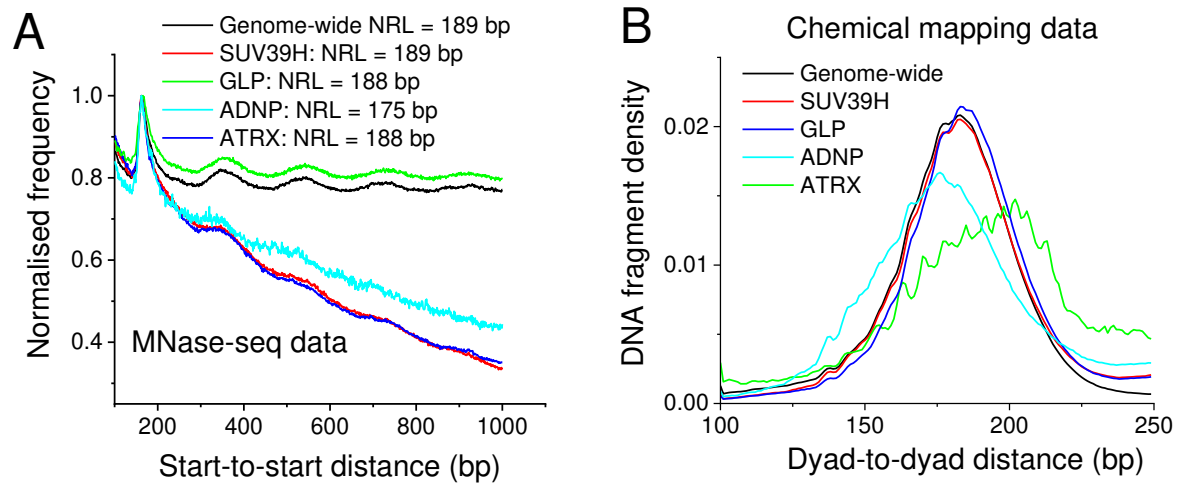 A
Genome-wide NRL = 189 bp
SUV39H: NRL = 189 bp
GLP: NRL = 188 bp
ADNP: NRL = 175 bp
ATRX: NRL = 188 bp
1.0
0.8
0.6
0.4
Normalised frequency
MNase-seq data
200 400 600 800 1000
Start-to-start distance (bp)
B
Chemical mapping data
Genome-wide
SUV39H
GLP
ADNP
ATRX
0.02
0.01
0.00
DNA fragment density
100 150 200 250
Dyad-to-dyad distance (bp)